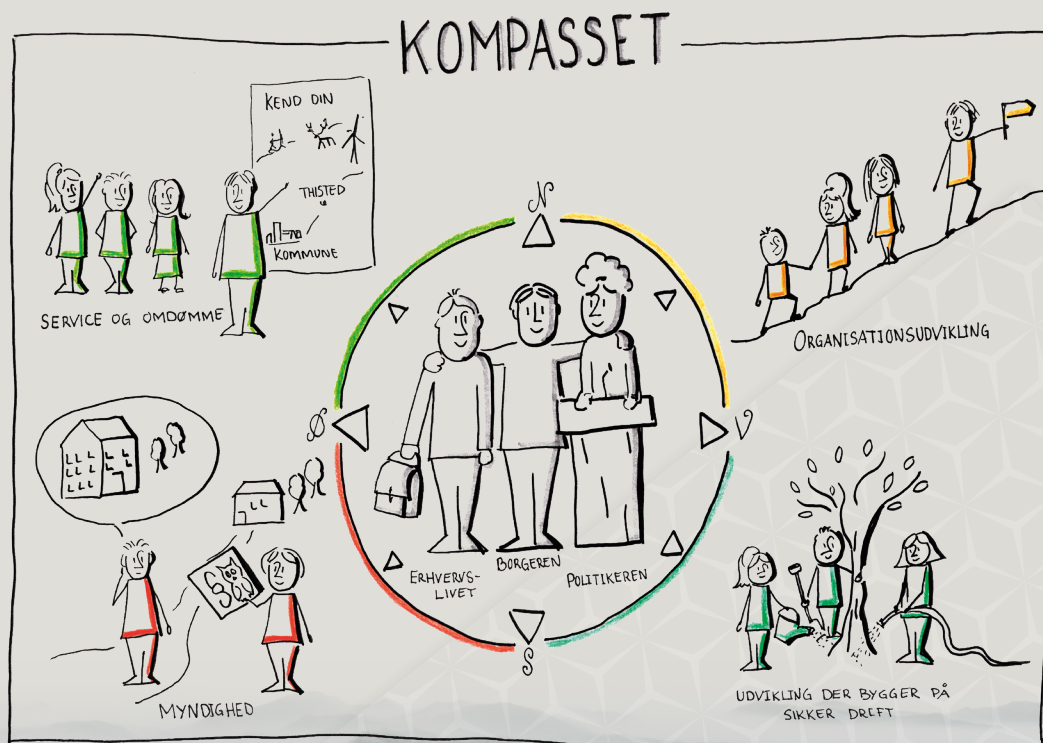 KOMPASSET
KEND DIN
THISTED
KOMMUNE
SERVICE OG OMDØMME
ORGANISATIONSUDVIKLING
N
Ø
V
S
ERHVERVS-
LIVET
BORGEREN
POLITIKEREN
MYNDIGHED
UDVIKLING DER BYGGER PÅ
SIKKER DRIFT